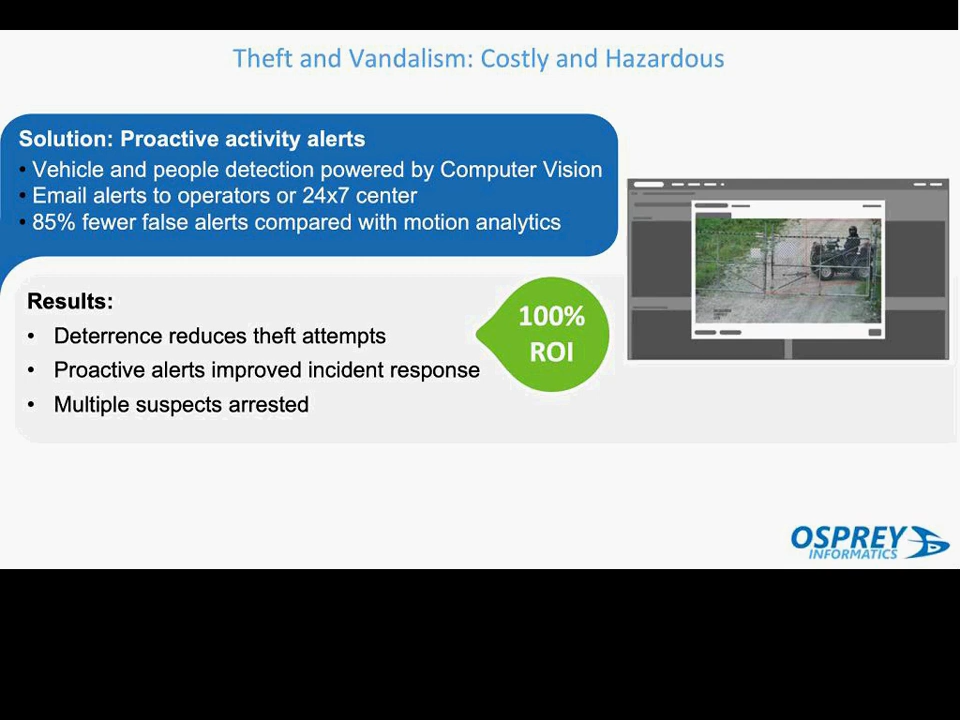 Theft and Vandalism: Costly and Hazardous
Solution: Proactive activity alerts
• Vehicle and people detection powered by Computer Vision
• Email alerts to operators or 24x7 center
• 85% fewer false alerts compared with motion analytics
Results:
• Deterrence reduces theft attempts
• Proactive alerts improved incident response
• Multiple suspects arrested
100%
ROI
OSPREY
INFORMATICS